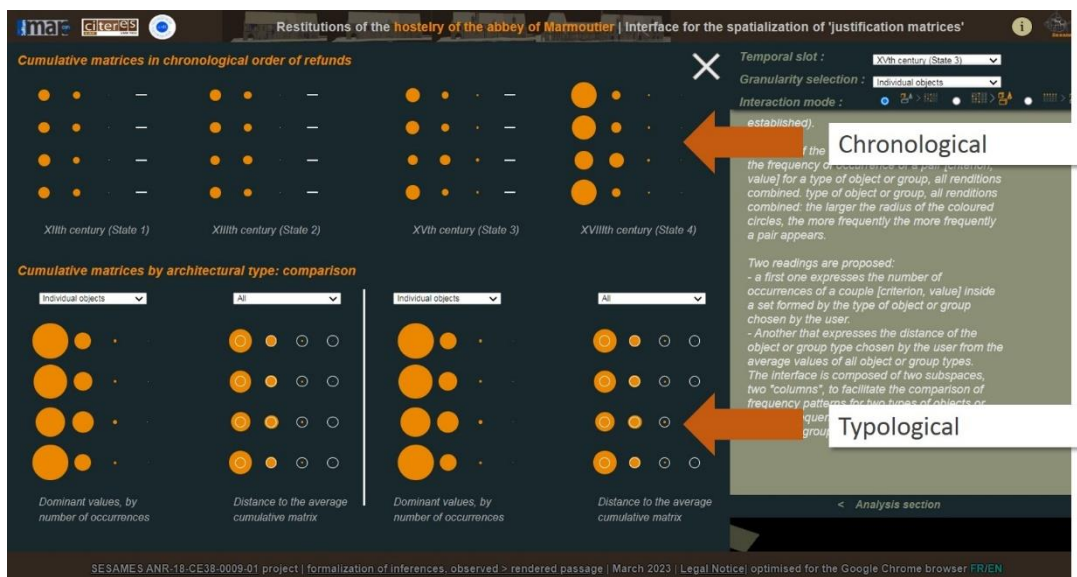 map
citeres
Restitutions of the hostelry of the abbey of Marmoutier | Interface for the spatialization of 'justification matrices'
i
Cumulative matrices in chronological order of refunds
Temporal slot :
XVth century (State 3)
Granularity selection :
Individual objects
Interaction mode :
established).
Chronological
of the
the frequency of occurrence of a pair [criterion,
value] for a type of object or group, all renditions
combined. type of object or group, all renditions
combined: the larger the radius of the coloured
circles, the more frequently the more frequently
a pair appears.
XIIth century (State 1)
XIIIth century (State 2)
XVth century (State 3)
XVIIIth century (State 4)
Two readings are proposed:
- a first one expresses the number of
occurrences of a couple [criterion, value] inside
a set formed by the type of object or group
chosen by the user.
- Another that expresses the distance of the
object or group type chosen by the user from the
average values of all object or group types.
The interface is composed of two subspaces,
two "columns", to facilitate the comparison of
frequency patterns for two types of objects or
Typological
Cumulative matrices by architectural type: comparison
Individual objects
All
Individual objects
All
Dominant values, by
number of occurrences
Distance to the average
cumulative matrix
Dominant values, by
number of occurrences
Distance to the average
cumulative matrix
< Analysis section
SESAMES ANR-18-CE38-0009-01 project | formalization of inferences, observed > rendered passage | March 2023 | Legal Notice| optimised for the Google Chrome browser FR/EN